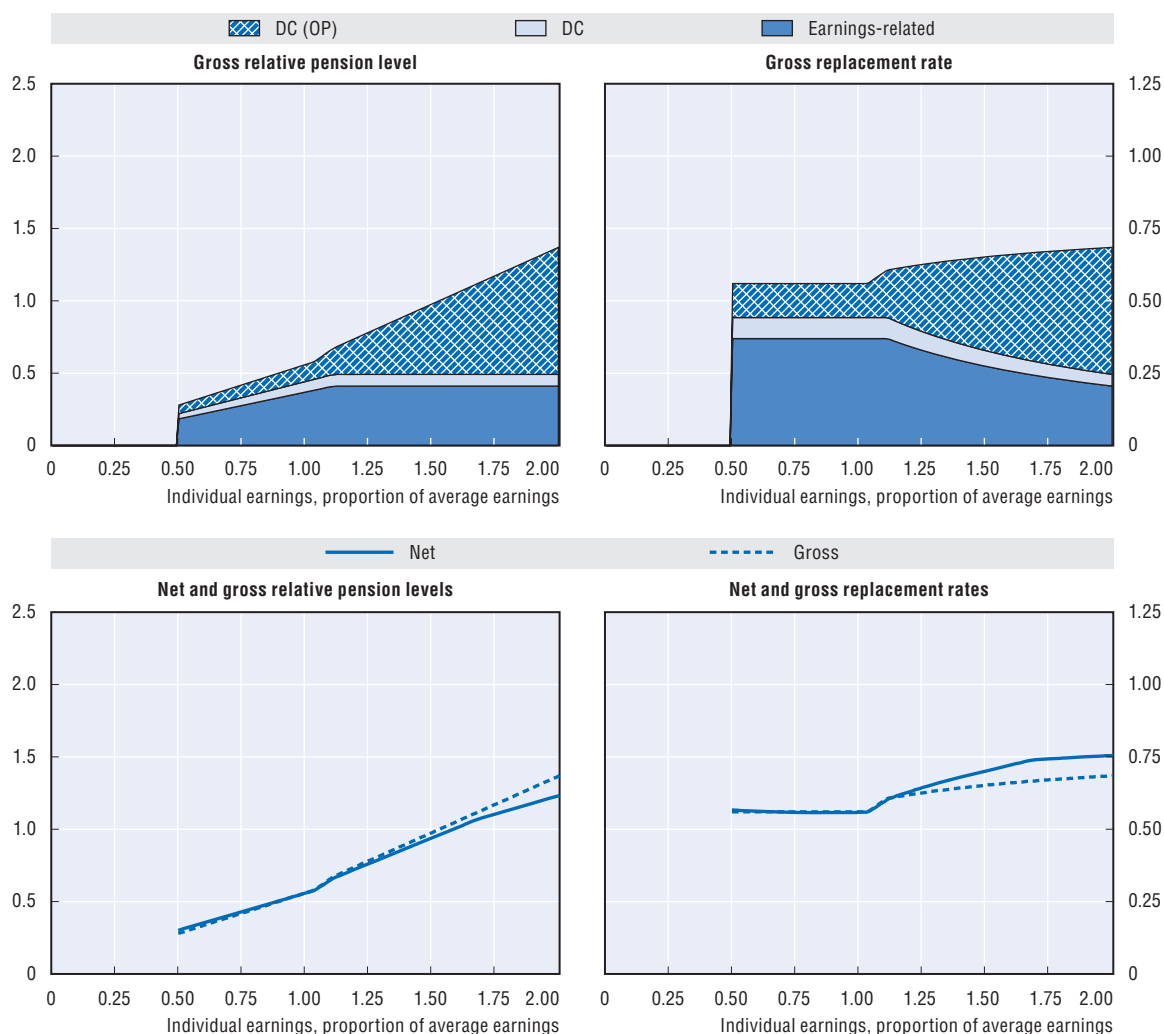 DC (OP) DC Earnings-related
Gross relative pension level Gross replacement rate
2.5 1.25
2.0 1.00
1.5 0.75
1.0 0.50
0.5 0.25
0 0
0 0.25 0.50 0.75 1.00 1.25 1.50 1.75 2.00 0 0.25 0.50 0.75 1.00 1.25 1.50 1.75 2.00
Individual earnings, proportion of average earnings Individual earnings, proportion of average earnings
Net Gross
Net and gross relative pension levels Net and gross replacement rates
2.5 1.25
2.0 1.00
1.5 0.75
1.0 0.50
0.5 0.25
0 0
0 0.25 0.50 0.75 1.00 1.25 1.50 1.75 2.00 0 0.25 0.50 0.75 1.00 1.25 1.50 1.75 2.00
Individual earnings, proportion of average earnings Individual earnings, proportion of average earnings